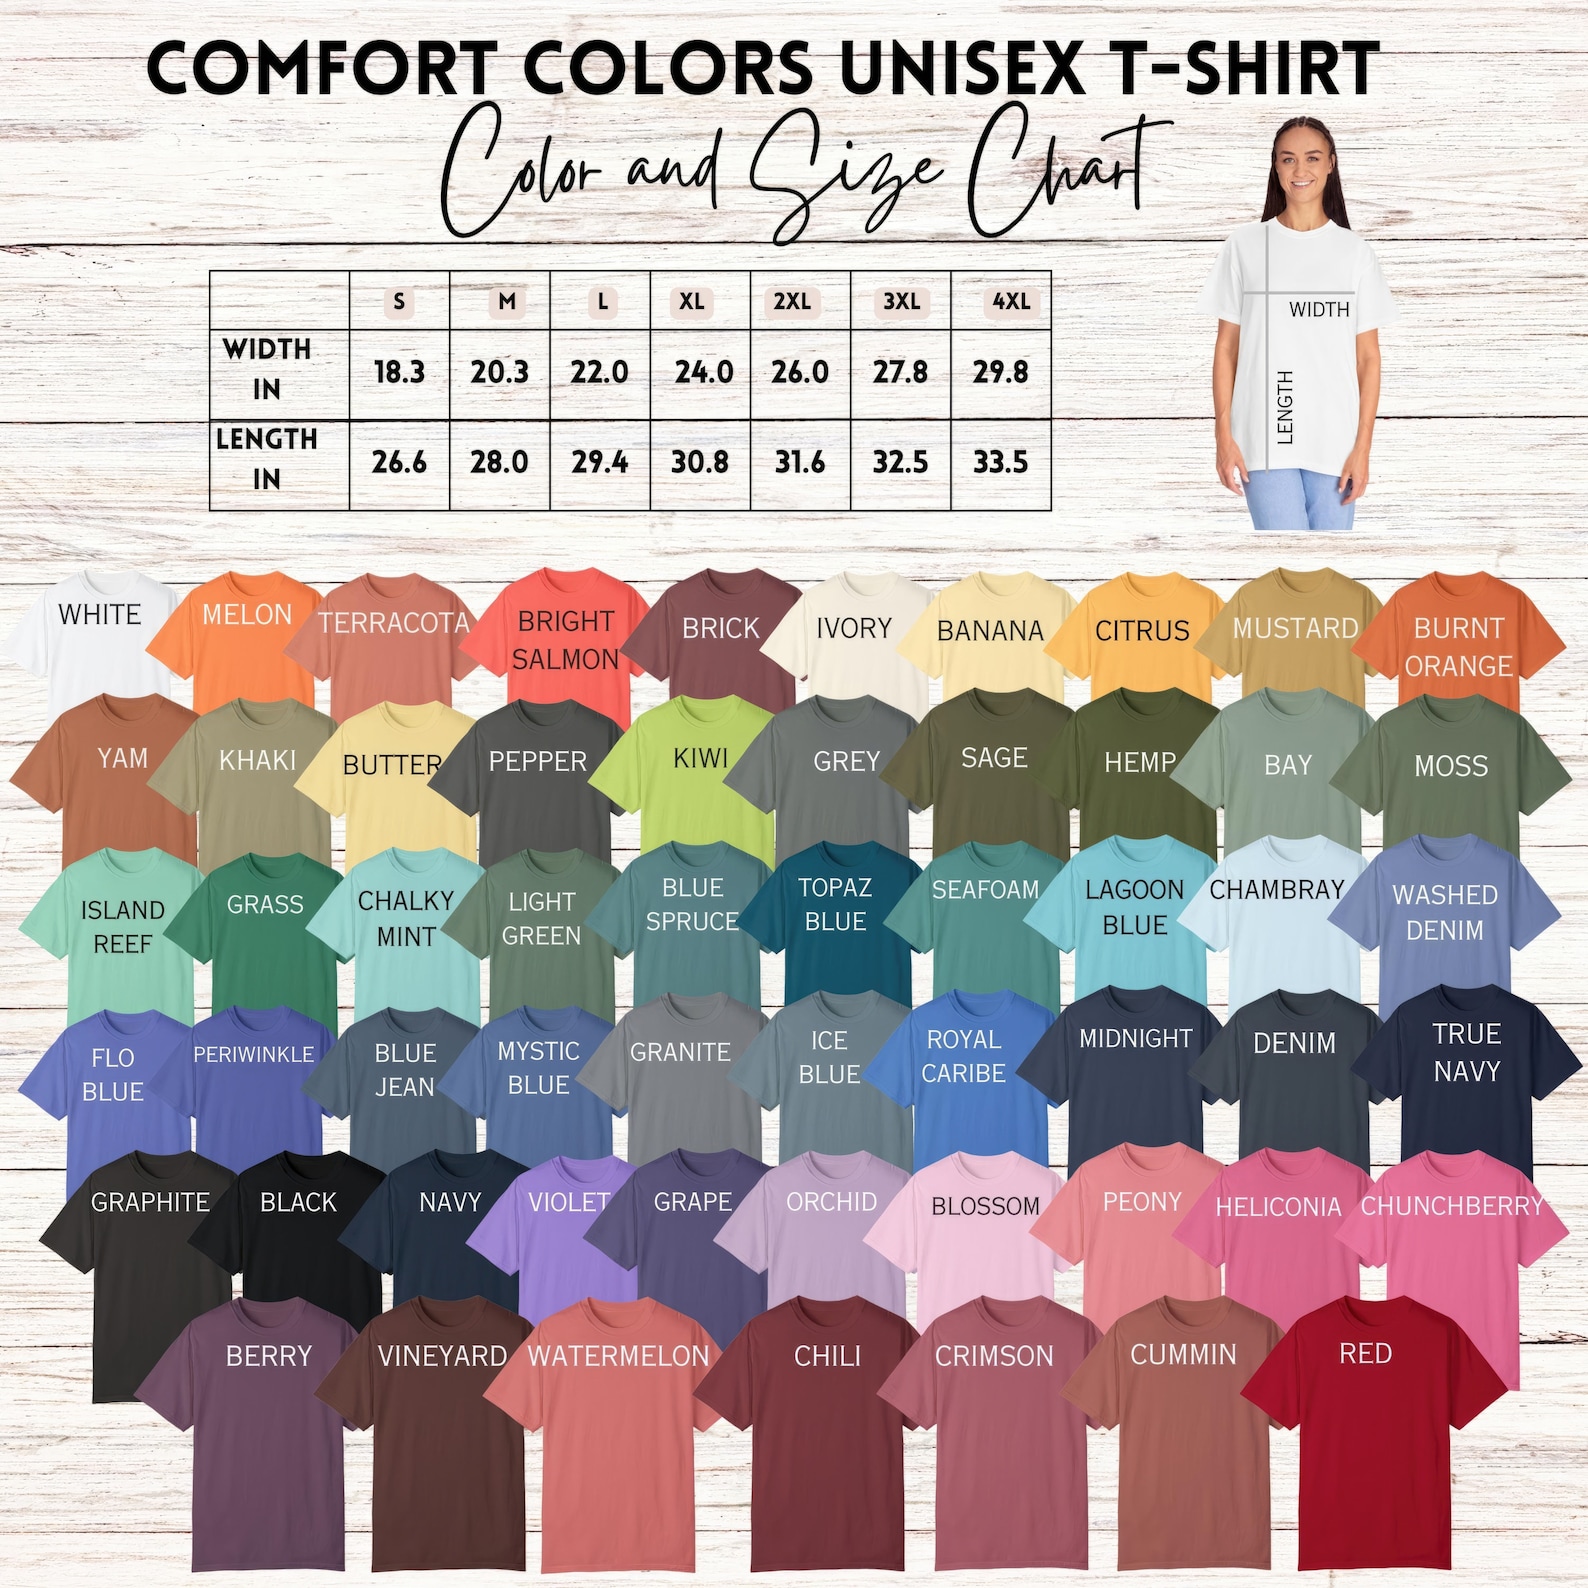 COMFORT COLORS UNISEX T-SHIRT
Color and Size Chart
S M L XL 2XL 3XL 4XL
WIDTH
IN
18.3 20.3 22.0 24.0 26.0 27.8 29.8
LENGTH
IN
26.6 28.0 29.4 30.8 31.6 32.5 33.5
WIDTH
LENGTH
WHITE
MELON
TERRACOTA
BRIGHT
SALMON
BRICK
IVORY
BANANA
CITRUS
MUSTARD
BURNT
ORANGE
YAM
KHAKI
BUTTER
PEPPER
KIWI
GREY
SAGE
HEMP
BAY
MOSS
ISLAND
REEF
GRASS
CHALKY
MINT
LIGHT
GREEN
BLUE
SPRUCE
TOPAZ
BLUE
SEAFOAM
LAGOON
BLUE
CHAMBRAY
WASHED
DENIM
FLO
BLUE
PERIWINKLE
BLUE
JEAN
MYSTIC
BLUE
GRANITE
ICE
BLUE
ROYAL
CARIBE
MIDNIGHT
DENIM
TRUE
NAVY
GRAPHITE
BLACK
NAVY
VIOLET
GRAPE
ORCHID
BLOSSOM
PEONY
HELICONIA
CHUNCHBERRY
BERRY
VINEYARD
WATERMELON
CHILI
CRIMSON
CUMMIN
RED